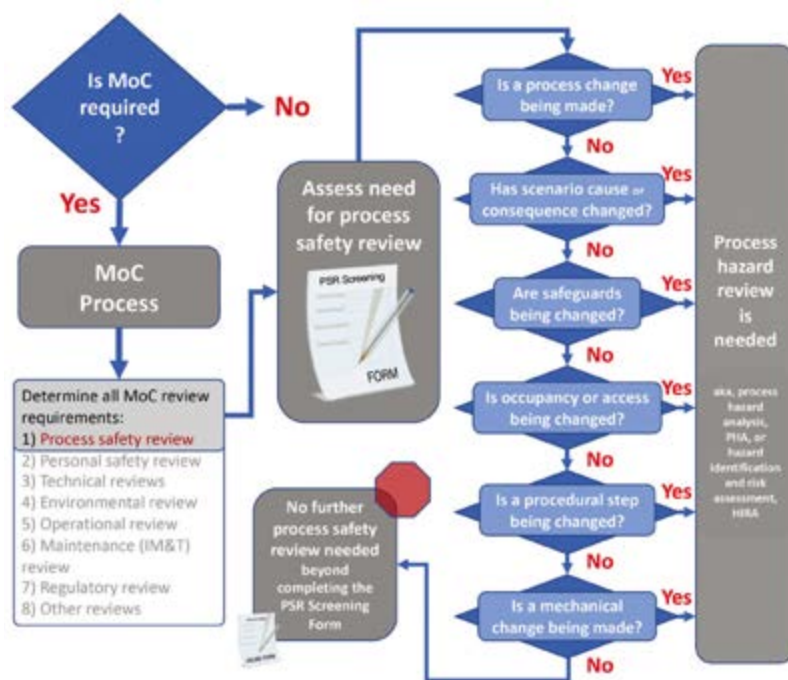 Is MoC
required
?
No
Yes
MoC
Process
Determine all MoC review
requirements:
1) Process safety review
2) Personal safety review
3) Technical reviews
4) Environmental review
5) Operational review
6) Maintenance (IM&T)
review
7) Regulatory review
8) Other reviews
Assess need
for process
safety review
PSR Screening
FORM
Is a process change
being made?
Yes
No
Has scenario cause or
consequence changed?
Yes
No
Are safeguards
being changed?
Yes
No
Is occupancy or access
being changed?
Yes
No
Is a procedural step
being changed?
Yes
No
Is a mechanical
change being made?
Yes
No
Process
hazard
review
is
needed
aka, process
hazard
analysis,
PHA, or
hazard
identification
and risk
assessment,
HIRA
No further
process safety
review needed
beyond
completing the
PSR Screening
Form